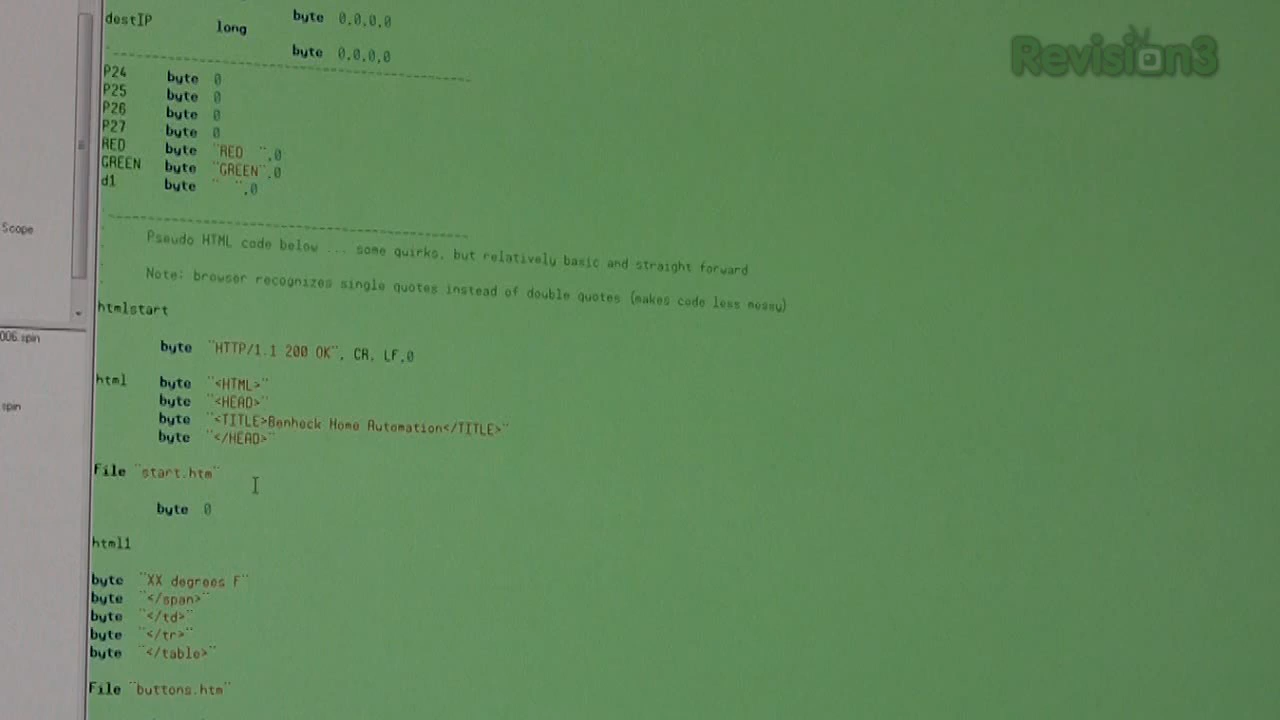 byte 0,0,0,0
destIP
long
byte 0,0,0,0
P24 byte 0
P25 byte 0
P26 byte 0
P27 byte 0
RED byte "RED ",0
GREEN byte "GREEN",0
d1 byte " ",0
Pseudo HTML code below ... some quirks, but relatively basic and straight forward
Note: browser recognizes single quotes instead of double quotes (makes code less messy)
htmlstart
byte "HTTP/1.1 200 OK", CR, LF,0
html byte "<HTML>"
byte "<HEAD>"
byte "<TITLE>Benheck Home Automation</TITLE>"
byte "</HEAD>"
file "start.htm"
byte 0
html1
byte "XX degrees F"
byte "</span>"
byte "</td>"
byte "</tr>"
byte "</table>"
file "buttons.htm"
Scope
006.spin
spin
Revision3